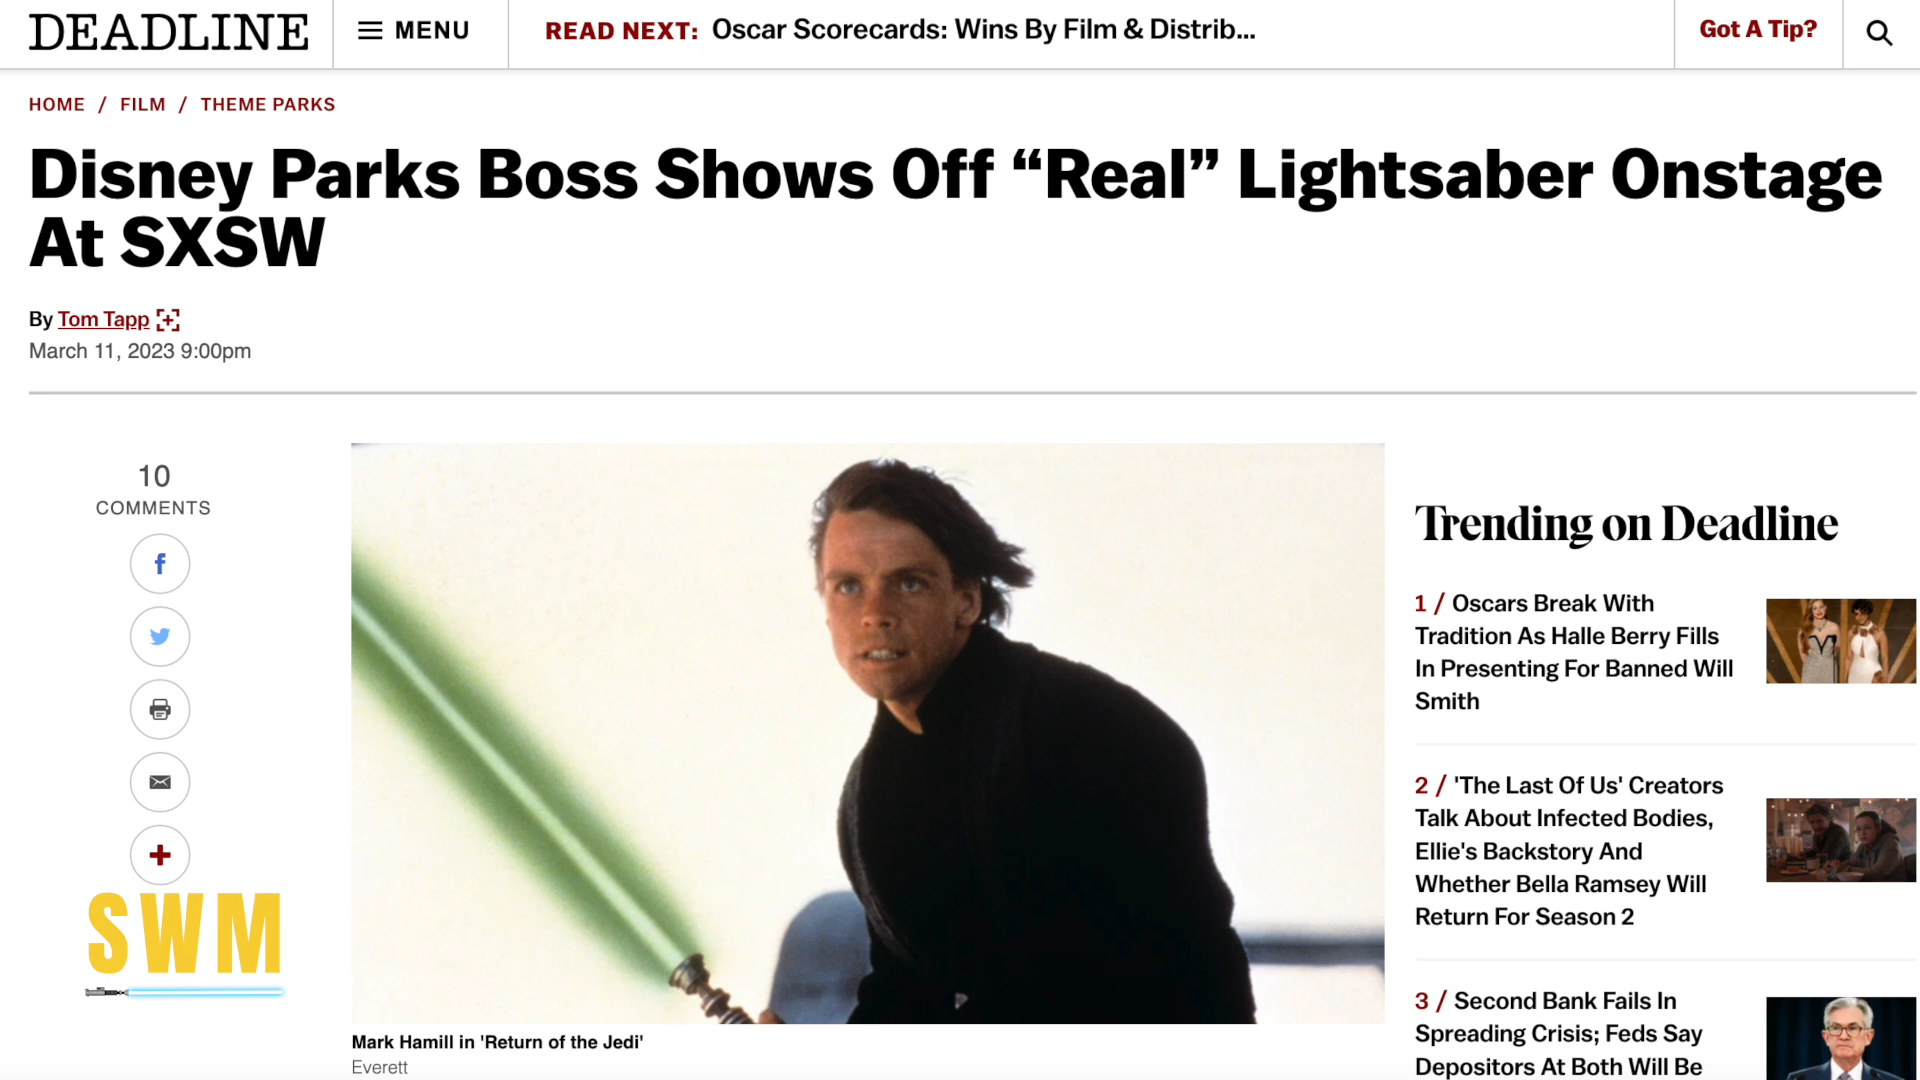 DEADLINE
MENU
READ NEXT: Oscar Scorecards: Wins By Film & Distrib...
Got A Tip?
HOME / FILM / THEME PARKS
Disney Parks Boss Shows Off “Real” Lightsaber Onstage
At SXSW
By Tom Tapp
March 11, 2023 9:00pm
10
COMMENTS
SWM
Mark Hamill in 'Return of the Jedi'
Everett
Trending on Deadline
1 / Oscars Break With
Tradition As Halle Berry Fills
In Presenting For Banned Will
Smith
2 / 'The Last Of Us' Creators
Talk About Infected Bodies,
Ellie's Backstory And
Whether Bella Ramsey Will
Return For Season 2
3 / Second Bank Fails In
Spreading Crisis; Feds Say
Depositors At Both Will Be